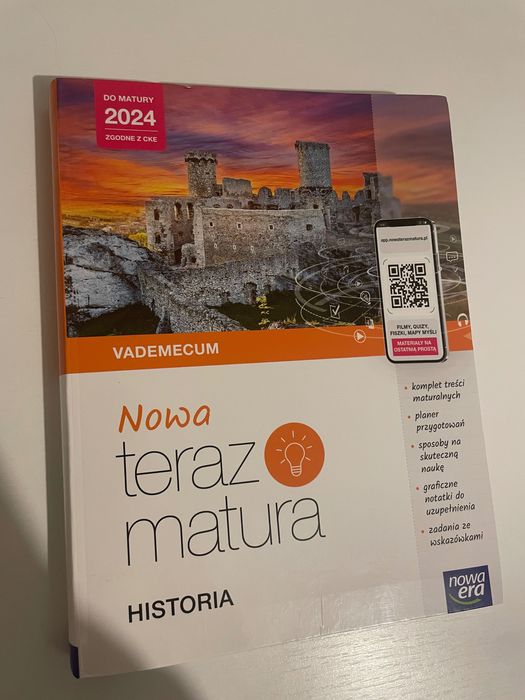 DO MATURY
2024
ZGODNE Z CKE
app.nowaterazmatura.pl
FILMY, QUIZY,
FISZKI, MAPY MYŚLI
MATERIAŁY NA
OSTATNIĄ PROSTĄ
VADEMECUM
Nowa
teraz
matura
HISTORIA
• komplet treści
maturalnych
• planer
przygotowań
• sposoby na
skuteczną
naukę
• graficzne
notatki do
uzupełnienia
• zadania ze
wskazówkami
nowa
era